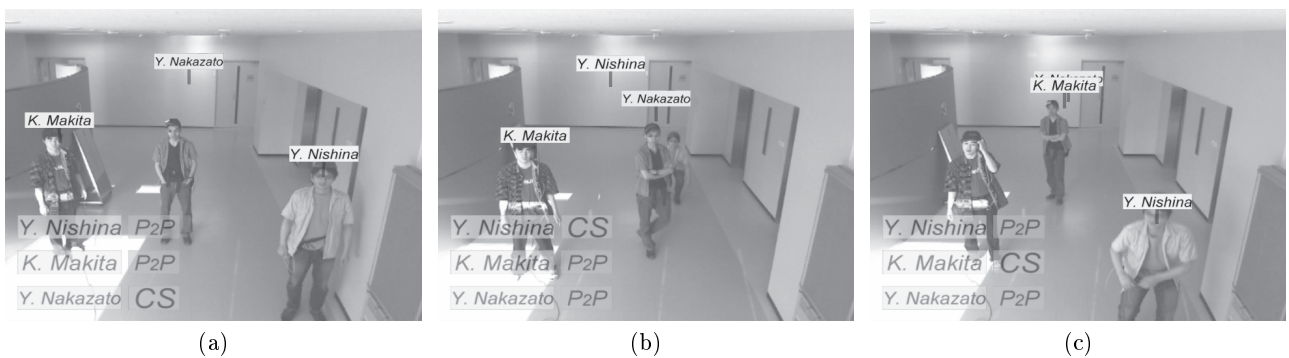 Y. Nakazato
K. Makita
Y. Nishina
Y. Nishina P2P
K. Makita P2P
Y. Nakazato CS
(a)
Y. Nishina
Y. Nakazato
K. Makita
Y. Nishina CS
K. Makita P2P
Y. Nakazato P2P
(b)
Y. Nakazato
K. Makita
Y. Nishina
Y. Nishina P2P
K. Makita CS
Y. Nakazato P2P
(c)